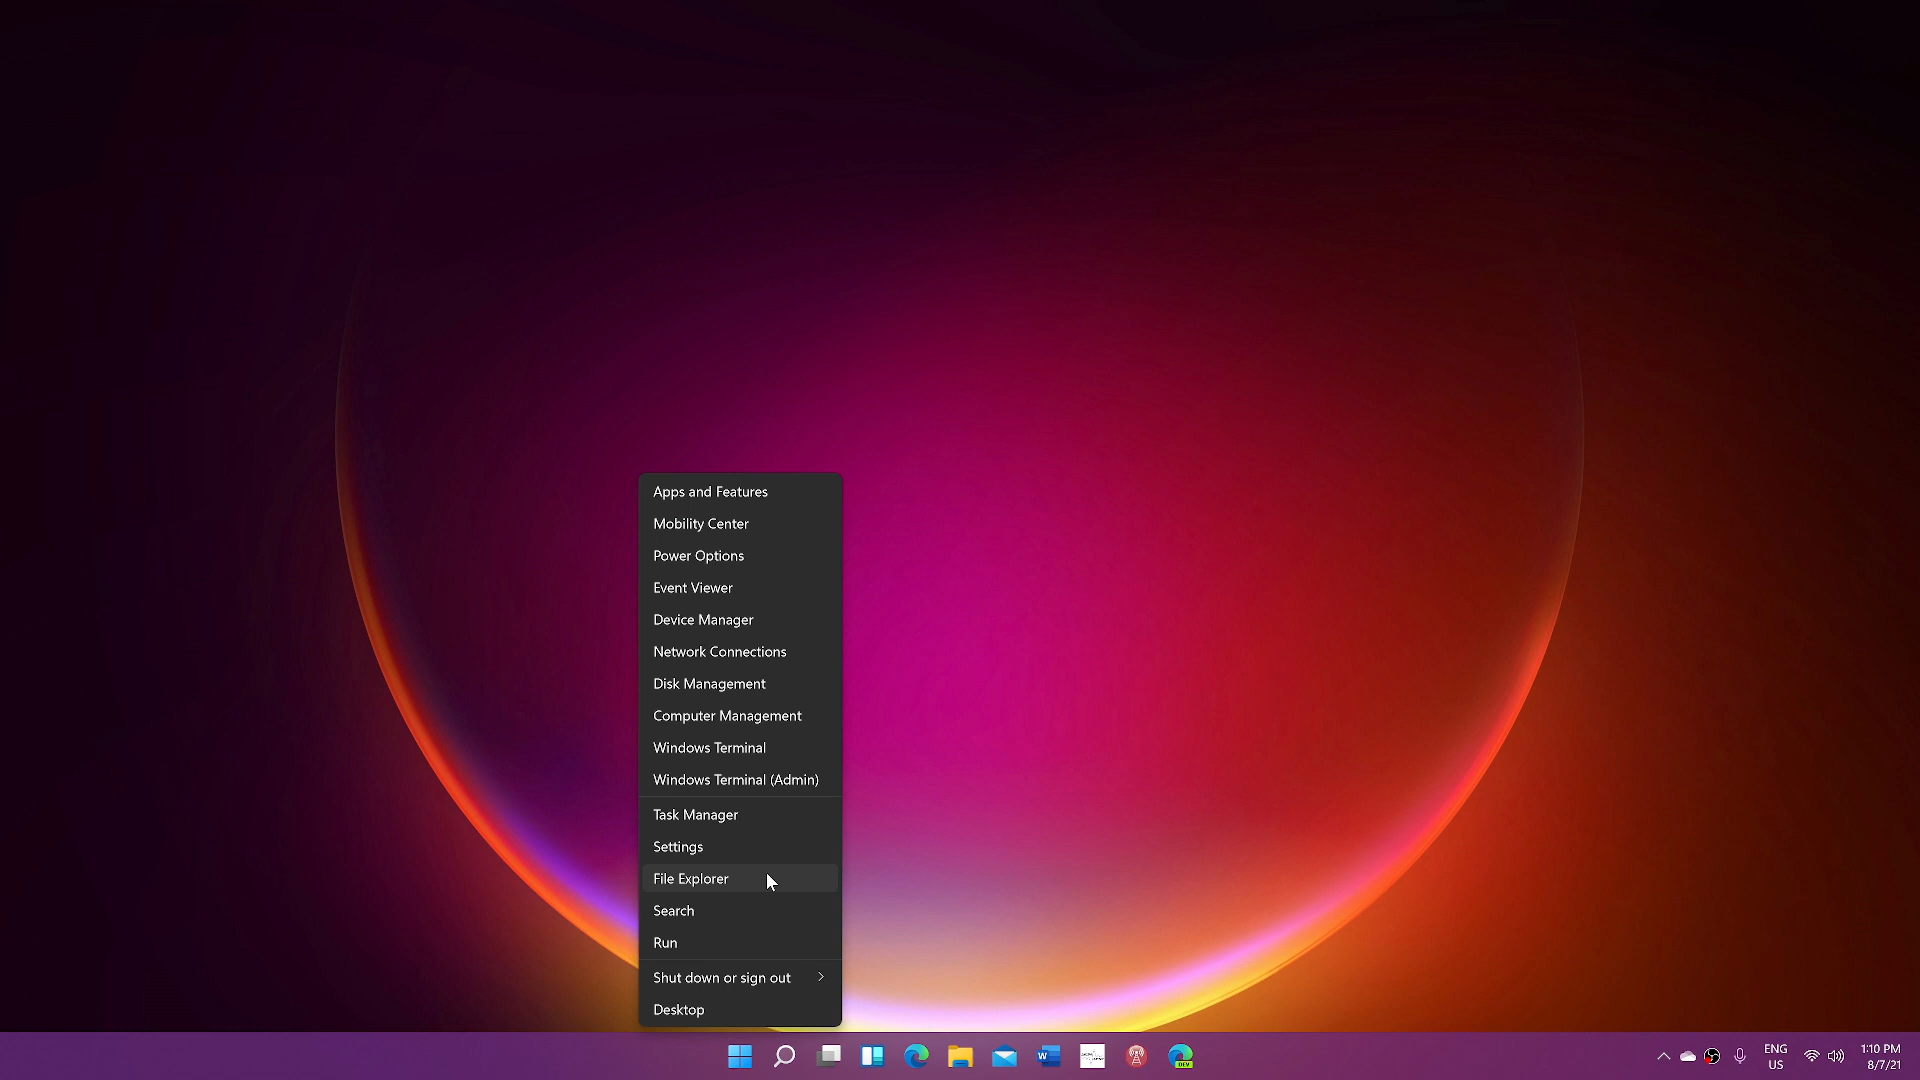 Apps and Features
Mobility Center
Power Options
Event Viewer
Device Manager
Network Connections
Disk Management
Computer Management
Windows Terminal
Windows Terminal (Admin)
Task Manager
Settings
File Explorer
Search
Run
Shut down or sign out
Desktop
W
DEV
ENG
US
1:10 PM
8/7/21